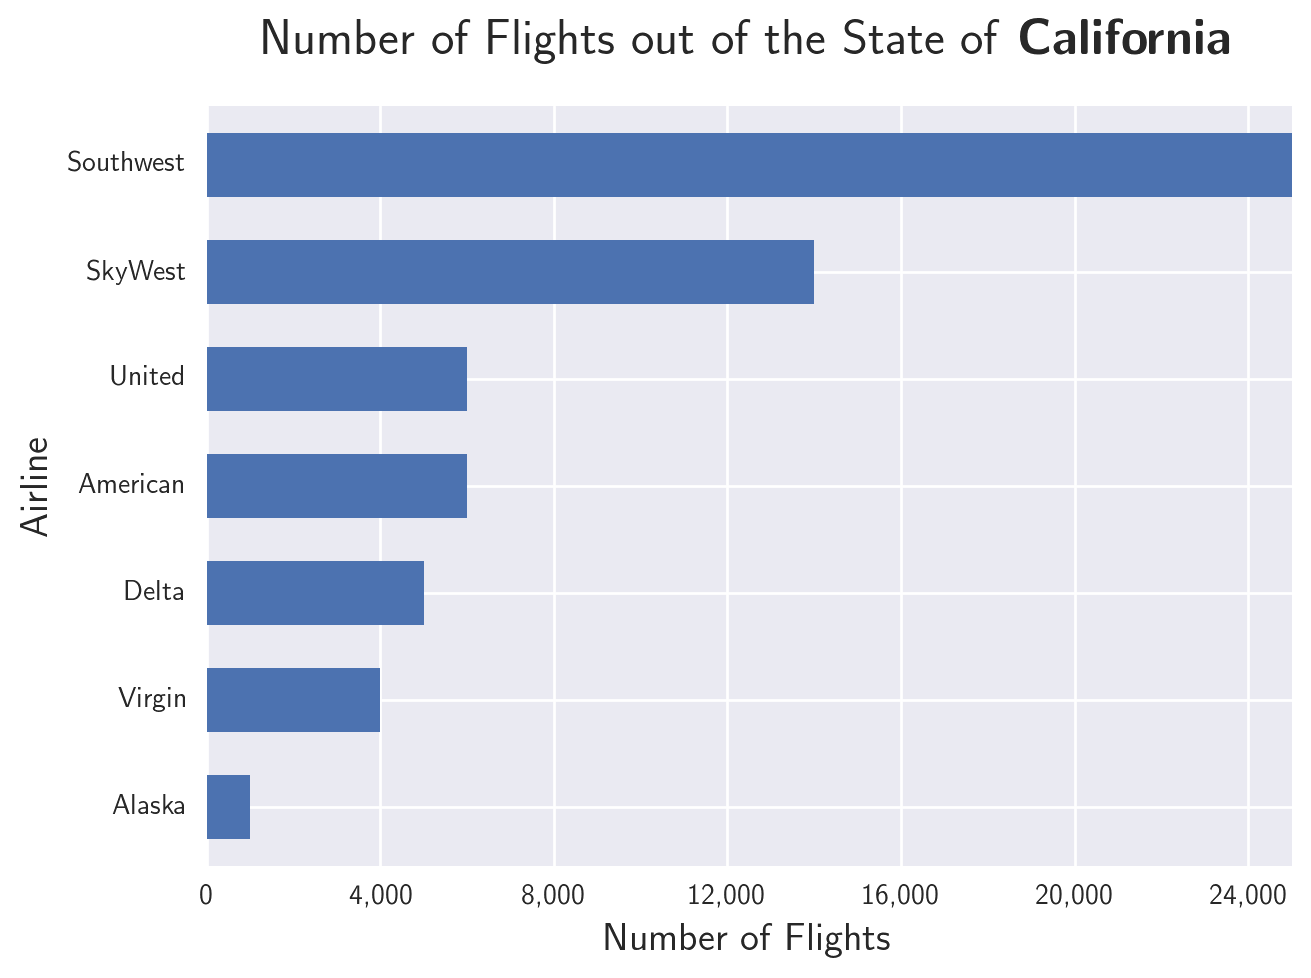 Number of Flights out of the State of California
Southwest
SkyWest
United
American
Delta
Virgin
Alaska
Airline
0 4,000 8,000 12,000 16,000 20,000 24,000
Number of Flights